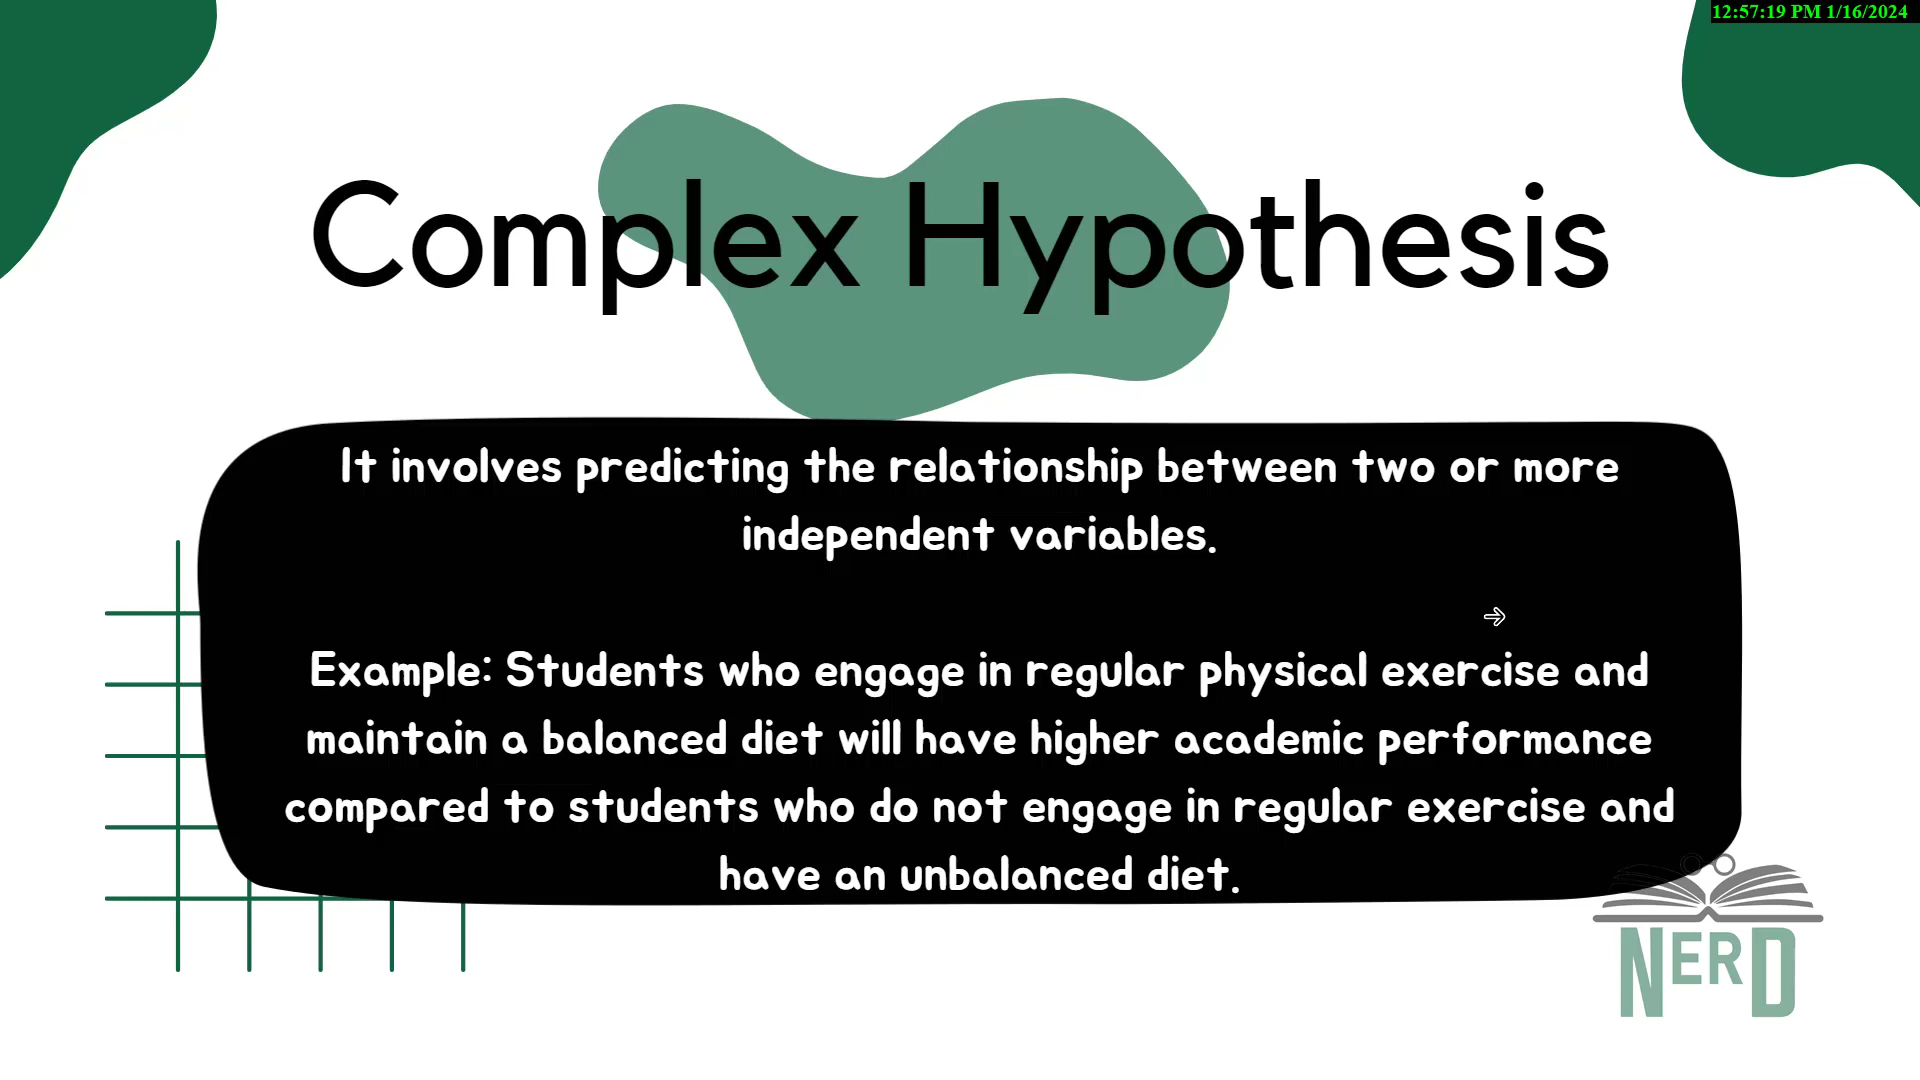 12:57:19 PM 1/16/2024
Complex Hypothesis
It involves predicting the relationship between two or more
independent variables.
Example: Students who engage in regular physical exercise and
maintain a balanced diet will have higher academic performance
compared to students who do not engage in regular exercise and
have an unbalanced diet.
NERD